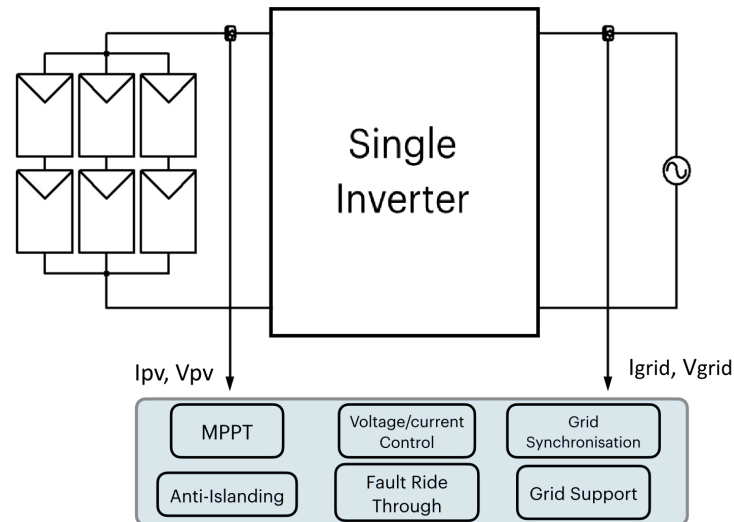 Single
Inverter
Ipv, Vpv
Igrid, Vgrid
MPPT
Voltage/current
Control
Grid
Synchronisation
Anti-Islanding
Fault Ride
Through
Grid Support